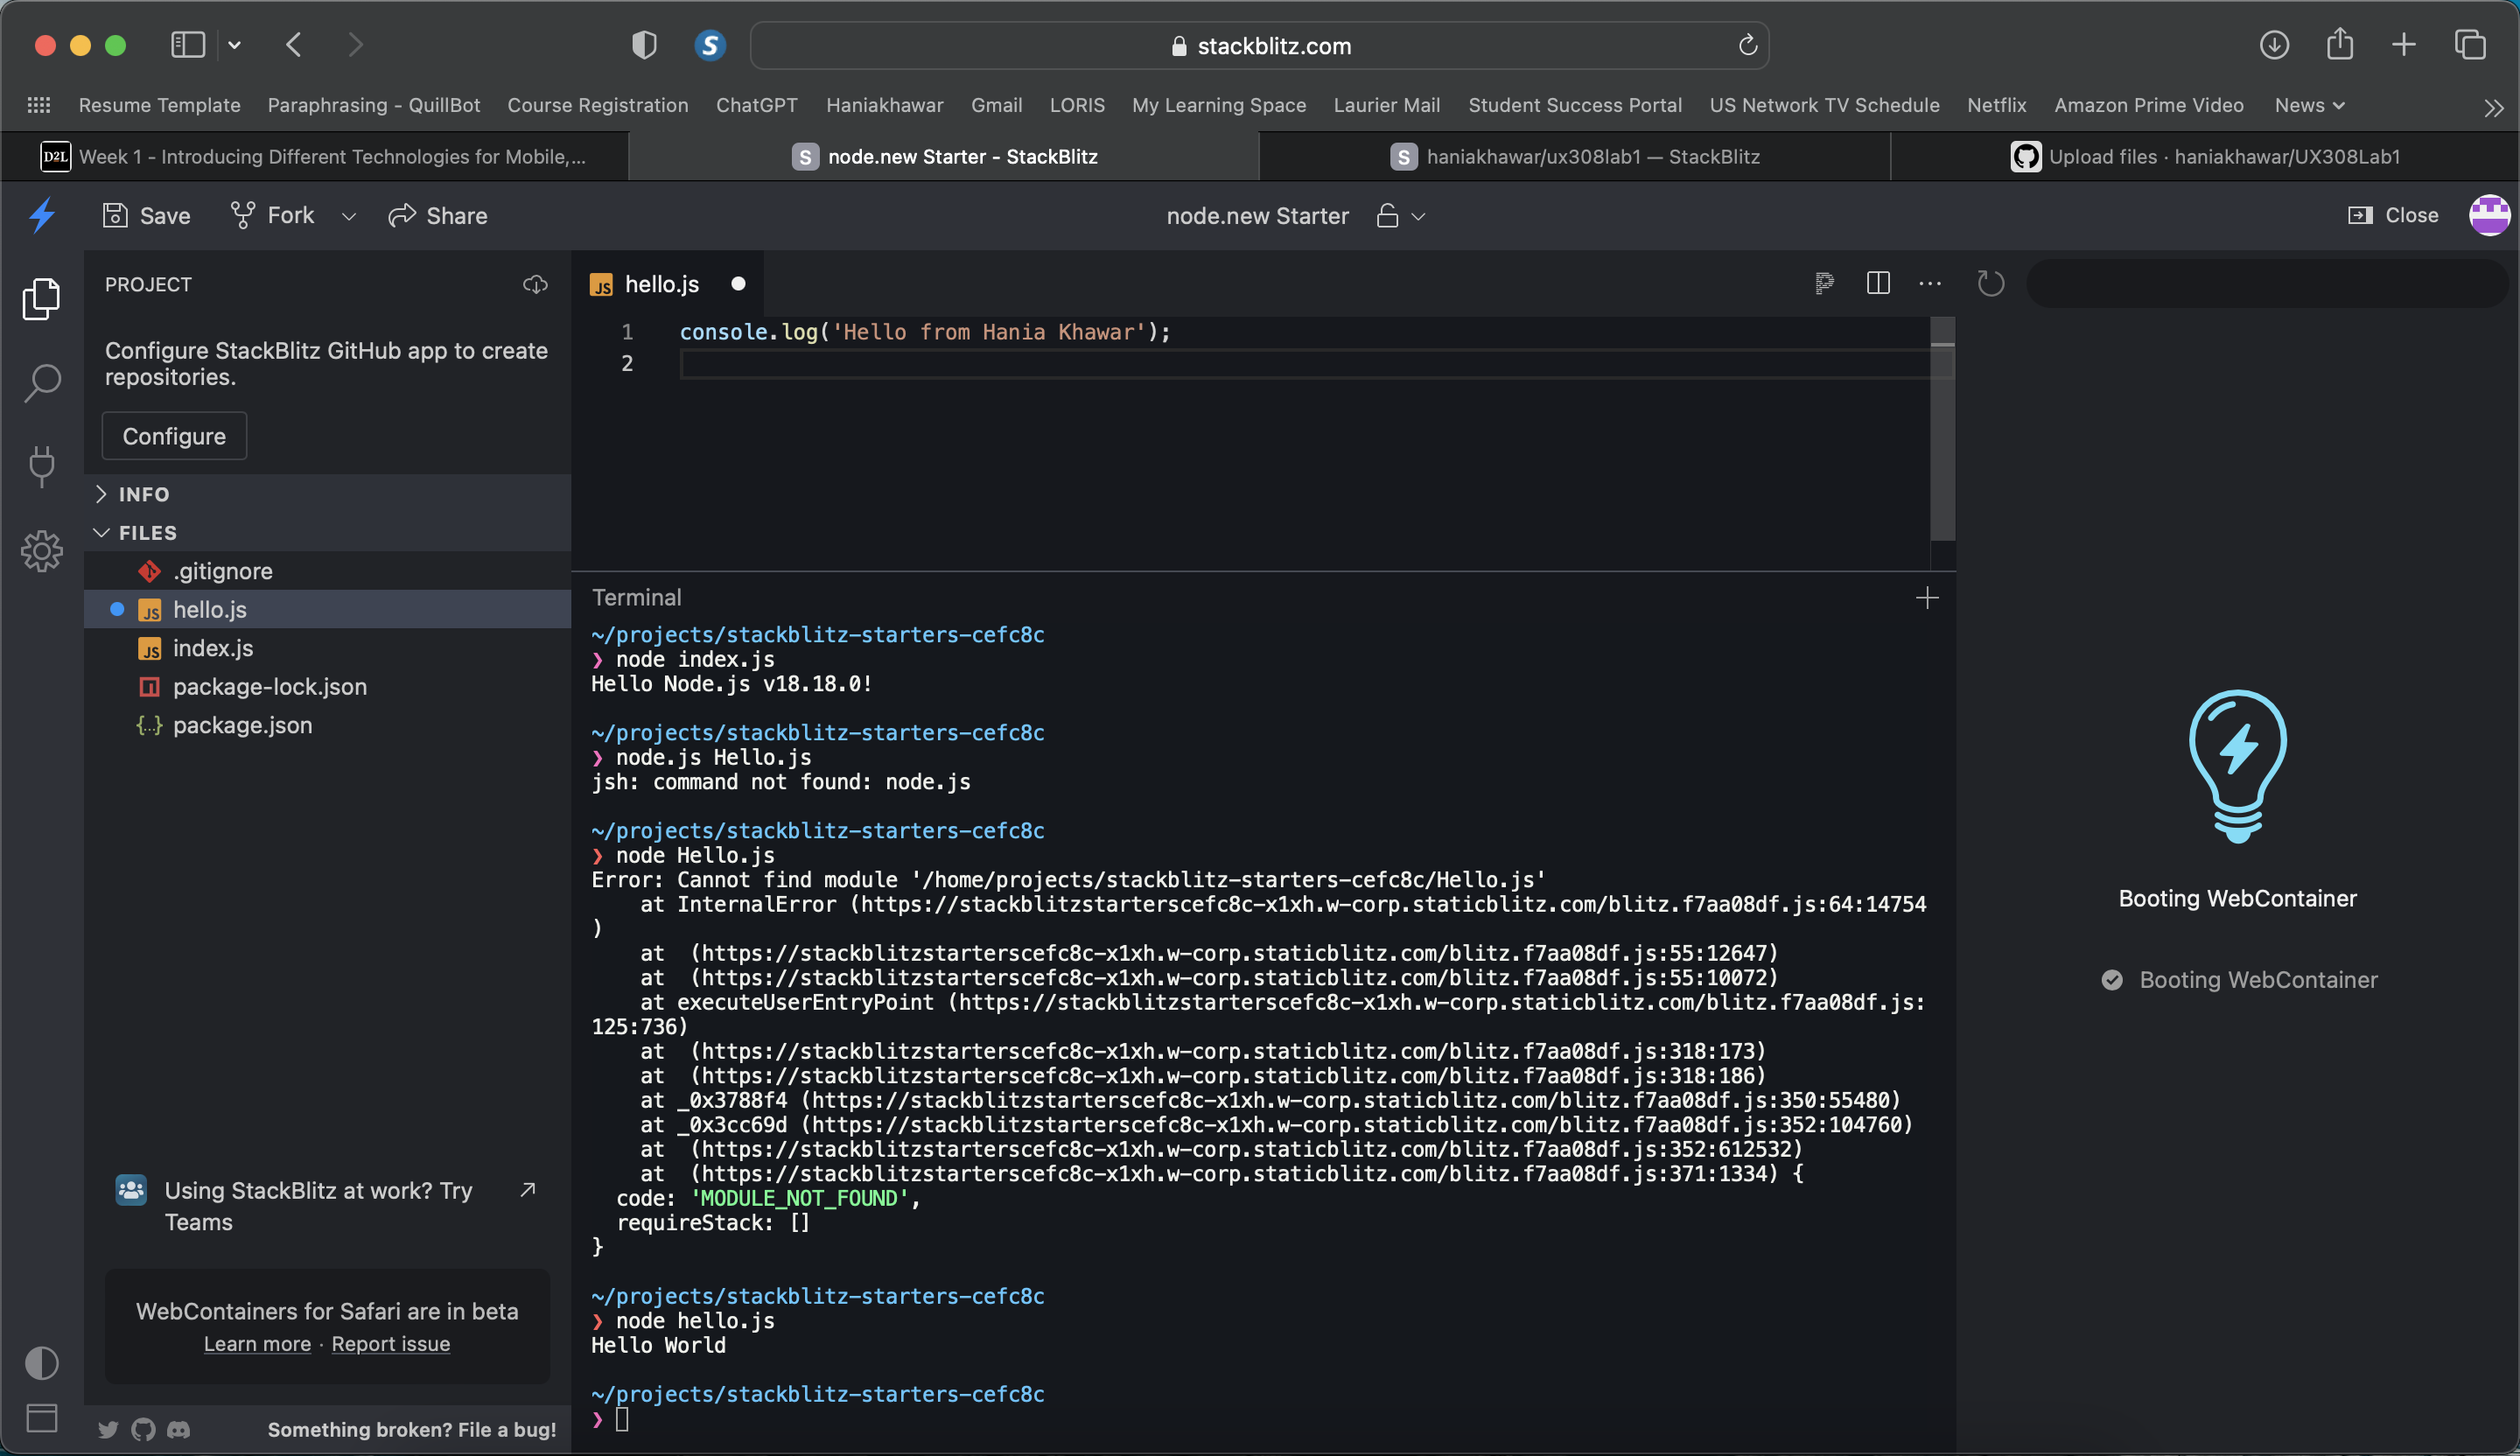 stackblitz.com
Resume Template Paraphrasing - QuillBot Course Registration ChatGPT Haniakhawar Gmail LORIS My Learning Space Laurier Mail Student Success Portal US Network TV Schedule Netflix Amazon Prime Video News
D2L Week 1 - Introducing Different Technologies for Mobile,... S node.new Starter - StackBlitz S haniakhawar/ux308lab1 — StackBlitz Upload files · haniakhawar/UX308Lab1
Save Fork Share node.new Starter Close
PROJECT
Configure StackBlitz GitHub app to create
repositories.
Configure
INFO
FILES
.gitignore
JS hello.js
JS index.js
package-lock.json
{..} package.json
Using StackBlitz at work? Try
Teams
WebContainers for Safari are in beta
Learn more · Report issue
Something broken? File a bug!
JS hello.js
1 console.log('Hello from Hania Khawar');
2
Terminal
~/projects/stackblitz-starters-cefc8c
❯ node index.js
Hello Node.js v18.18.0!
~/projects/stackblitz-starters-cefc8c
❯ node.js Hello.js
jsh: command not found: node.js
~/projects/stackblitz-starters-cefc8c
❯ node Hello.js
Error: Cannot find module '/home/projects/stackblitz-starters-cefc8c/Hello.js'
at InternalError (https://stackblitzstarterscefc8c-x1xh.w-corp.staticblitz.com/blitz.f7aa08df.js:64:14754
)
at (https://stackblitzstarterscefc8c-x1xh.w-corp.staticblitz.com/blitz.f7aa08df.js:55:12647)
at (https://stackblitzstarterscefc8c-x1xh.w-corp.staticblitz.com/blitz.f7aa08df.js:55:10072)
at executeUserEntryPoint (https://stackblitzstarterscefc8c-x1xh.w-corp.staticblitz.com/blitz.f7aa08df.js:
125:736)
at (https://stackblitzstarterscefc8c-x1xh.w-corp.staticblitz.com/blitz.f7aa08df.js:318:173)
at (https://stackblitzstarterscefc8c-x1xh.w-corp.staticblitz.com/blitz.f7aa08df.js:318:186)
at _0x3788f4 (https://stackblitzstarterscefc8c-x1xh.w-corp.staticblitz.com/blitz.f7aa08df.js:350:55480)
at _0x3cc69d (https://stackblitzstarterscefc8c-x1xh.w-corp.staticblitz.com/blitz.f7aa08df.js:352:104760)
at (https://stackblitzstarterscefc8c-x1xh.w-corp.staticblitz.com/blitz.f7aa08df.js:352:612532)
at (https://stackblitzstarterscefc8c-x1xh.w-corp.staticblitz.com/blitz.f7aa08df.js:371:1334) {
code: 'MODULE_NOT_FOUND',
requireStack: []
}
~/projects/stackblitz-starters-cefc8c
❯ node hello.js
Hello World
~/projects/stackblitz-starters-cefc8c
❯
Booting WebContainer
Booting WebContainer